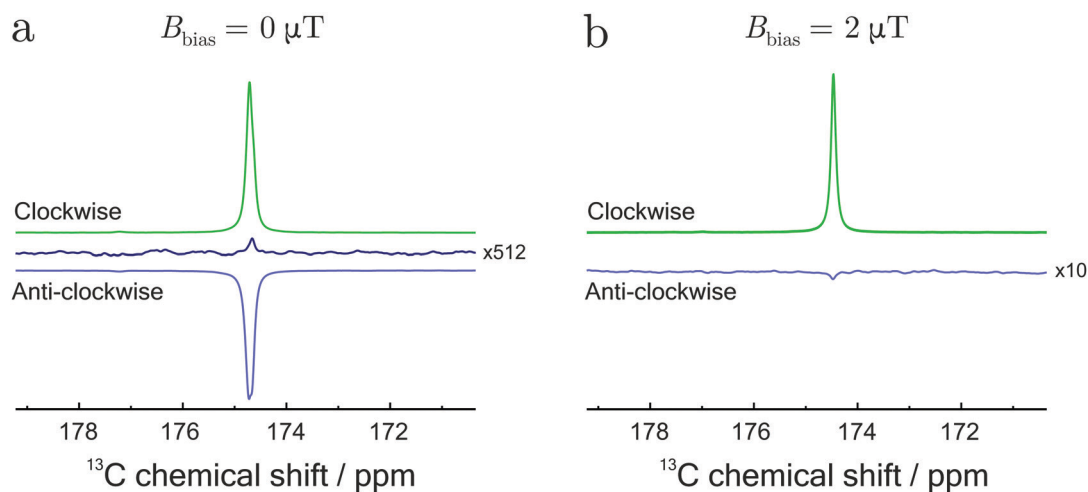 a
B_bias = 0 µT
Clockwise
x512
Anti-clockwise
178 176 174 172
¹³C chemical shift / ppm
b
B_bias = 2 µT
Clockwise
x10
Anti-clockwise
178 176 174 172
¹³C chemical shift / ppm